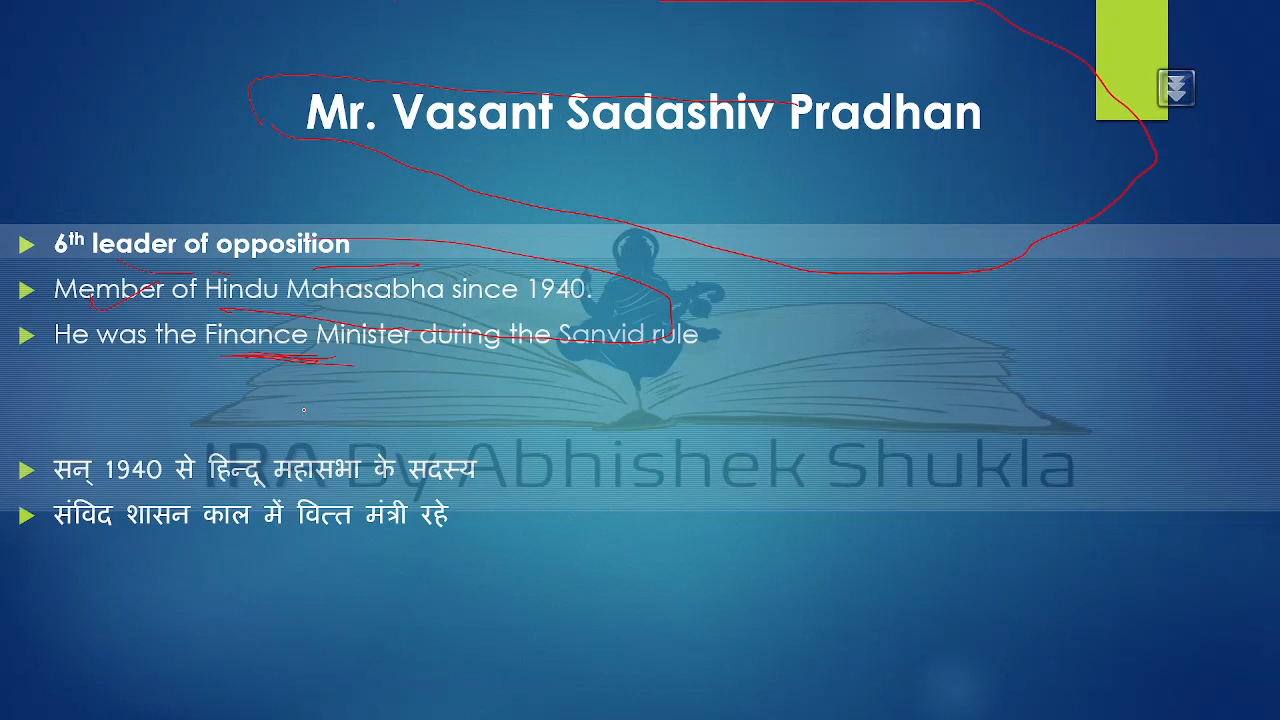 Mr. Vasant Sadashiv Pradhan
6th leader of opposition
Member of Hindu Mahasabha since 1940.
He was the Finance Minister during the Sanvid rule
IRA By Abhishek Shukla
सन् 1940 से हिन्दू महासभा के सदस्य
संविद शासन काल में वित्त मंत्री रहे